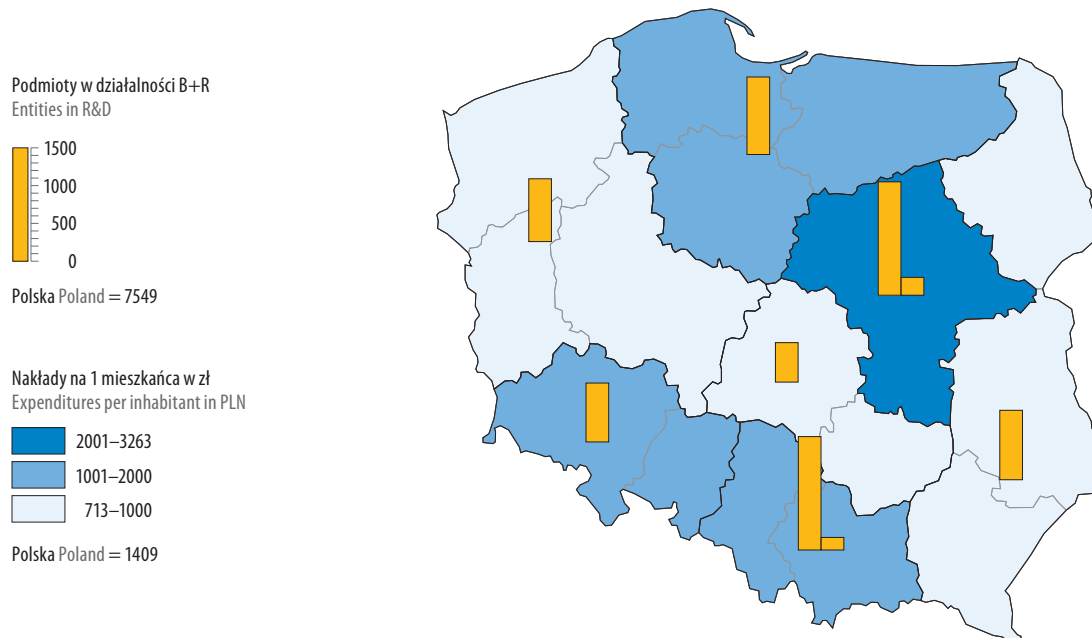 Podmioty w działalności B+R
Entities in R&D
1500
1000
500
0
Polska Poland = 7549
Nakłady na 1 mieszkańca w zł
Expenditures per inhabitant in PLN
2001–3263
1001–2000
713–1000
Polska Poland = 1409